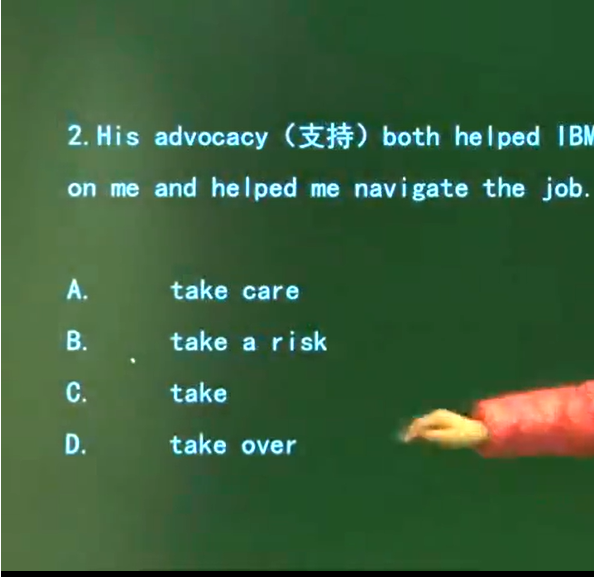 2.His advocacy（支持）both helped IBM
on me and helped me navigate the job.
A. take care
B. take a risk
C. take
D. take over